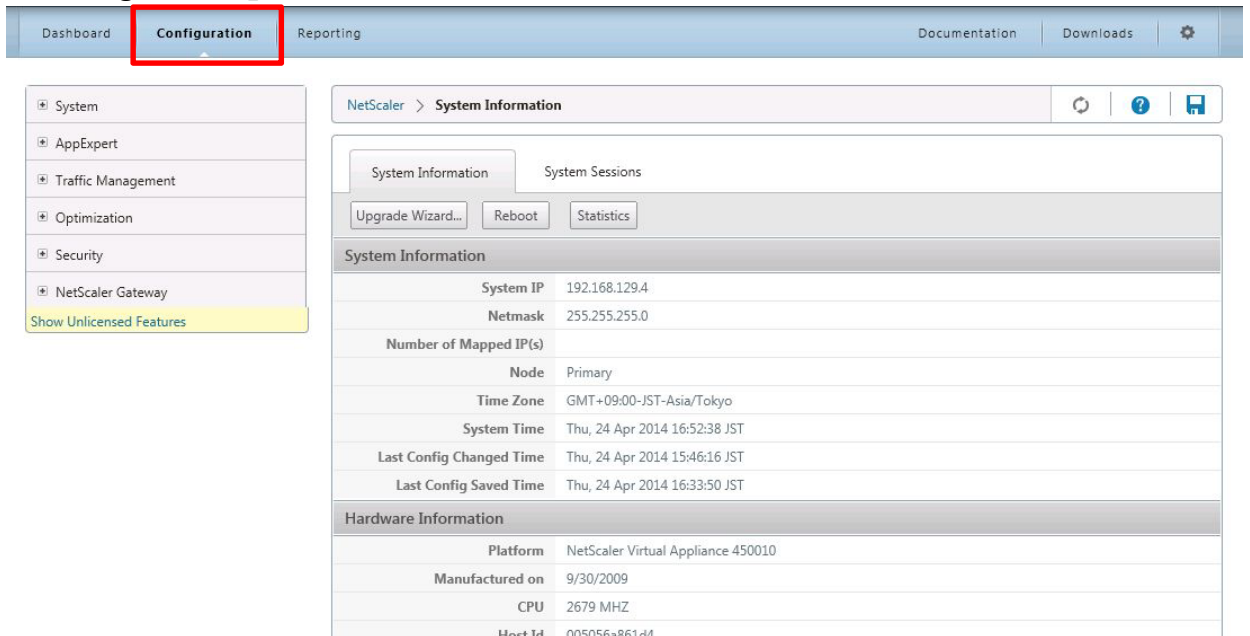 Dashboard Configuration Reporting Documentation Downloads
System
AppExpert
Traffic Management
Optimization
Security
NetScaler Gateway
Show Unlicensed Features
NetScaler > System Information
System Information System Sessions
Upgrade Wizard... Reboot Statistics
System Information
System IP 192.168.129.4
Netmask 255.255.255.0
Number of Mapped IP(s)
Node Primary
Time Zone GMT+09:00-JST-Asia/Tokyo
System Time Thu, 24 Apr 2014 16:52:38 JST
Last Config Changed Time Thu, 24 Apr 2014 15:46:16 JST
Last Config Saved Time Thu, 24 Apr 2014 16:33:50 JST
Hardware Information
Platform NetScaler Virtual Appliance 450010
Manufactured on 9/30/2009
CPU 2679 MHZ
Host Id 005056a861d4